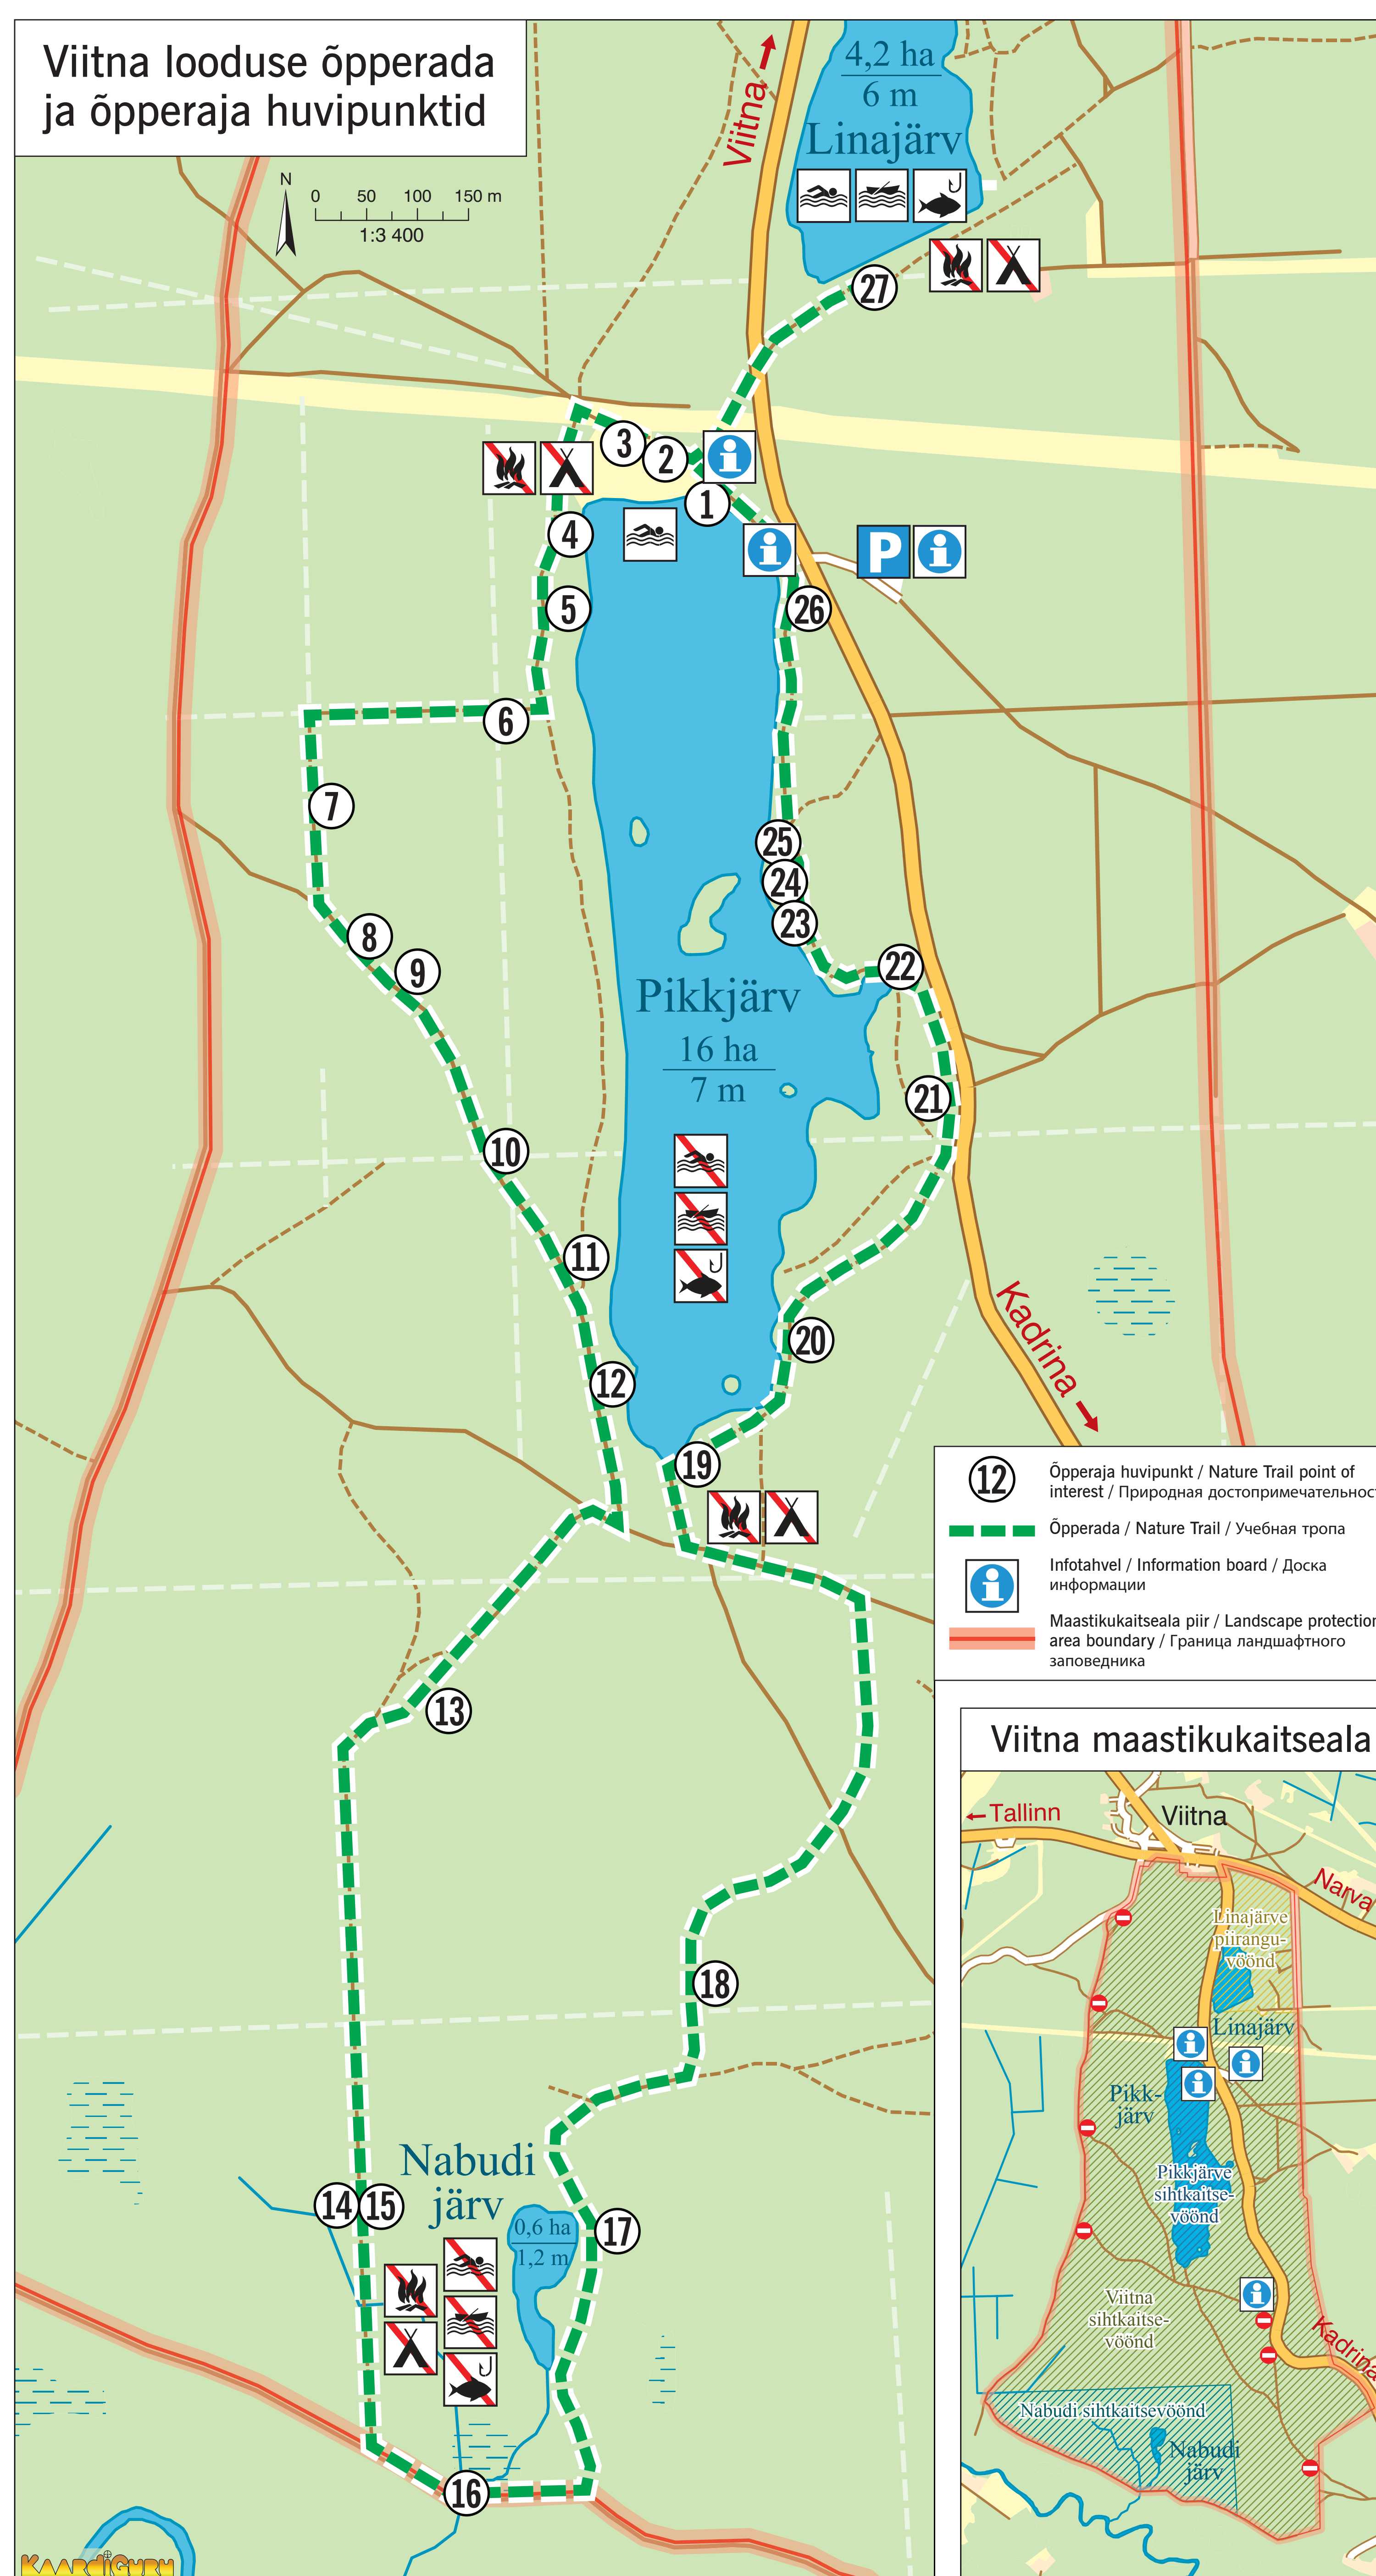 Viitna looduse õpperada
ja õpperaja huvipunktid
N
0 50 100 150 m
1:3 400
Viitna
4,2 ha
6 m
Linajärv
27
3
2
1
4
5
26
P
6
7
25
24
23
8
9
22
Pikkjärv
16 ha
7 m
21
10
11
20
12
Kadrina
19
12
Õpperaja huvipunkt / Nature Trail point of
interest / Природная достопримечательнос
Õpperada / Nature Trail / Учебная тропа
Infotahvel / Information board / Доска
информации
Maastikukaitseala piir / Landscape protection
area boundary / Граница ландшафтного
заповедника
13
18
Nabudi
järv
14
15
0,6 ha
1,2 m
17
16
KAARDIGURU
Viitna maastikukaitseala
Tallinn
Viitna
Narva
Linajärve
piirangu-
vöönd
Linajärv
Pikk-
järv
Pikkjärve
sihtkaitse-
vöönd
Viitna
sihtkaitse-
vöönd
Kadrina
Nabudi sihtkaitsevöönd
Nabudi
järv